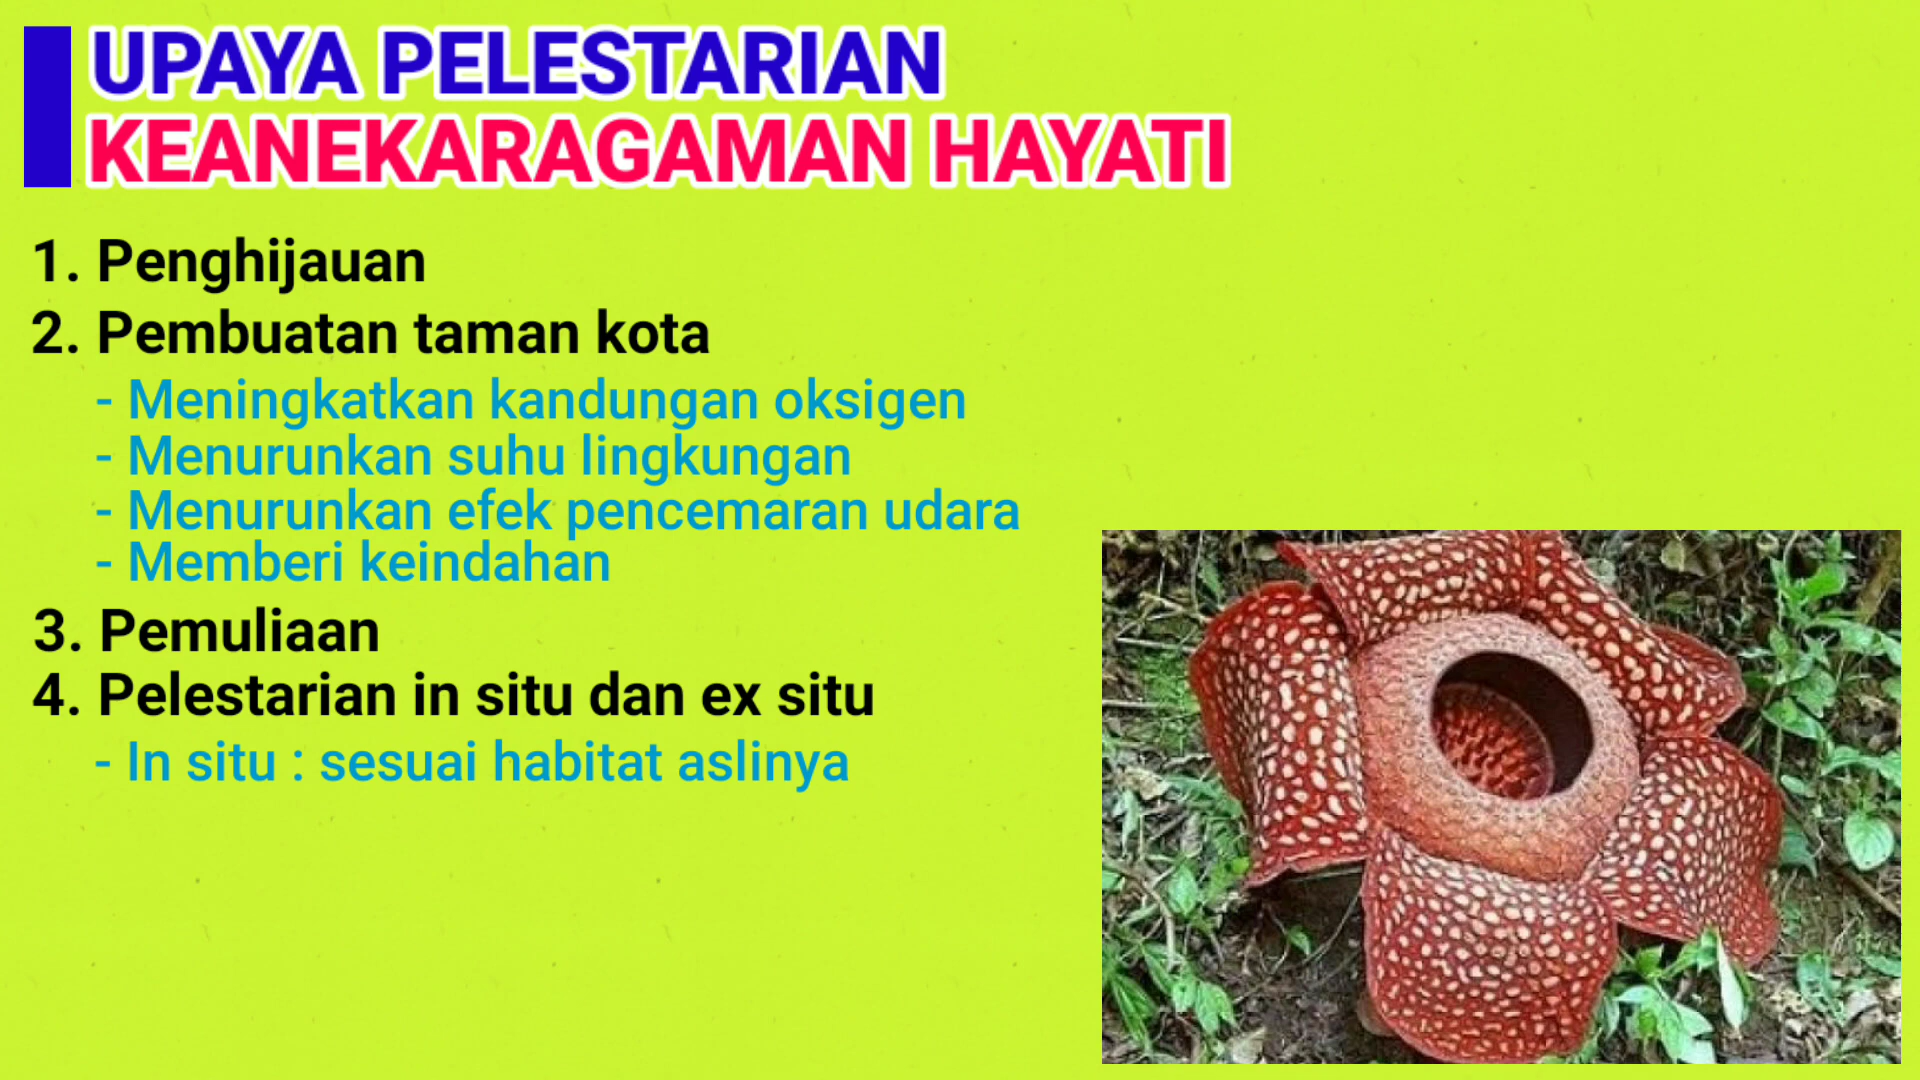 UPAYA PELESTARIAN
KEANEKARAGAMAN HAYATI
1. Penghijauan
2. Pembuatan taman kota
- Meningkatkan kandungan oksigen
- Menurunkan suhu lingkungan
- Menurunkan efek pencemaran udara
- Memberi keindahan
3. Pemuliaan
4. Pelestarian in situ dan ex situ
- In situ : sesuai habitat aslinya